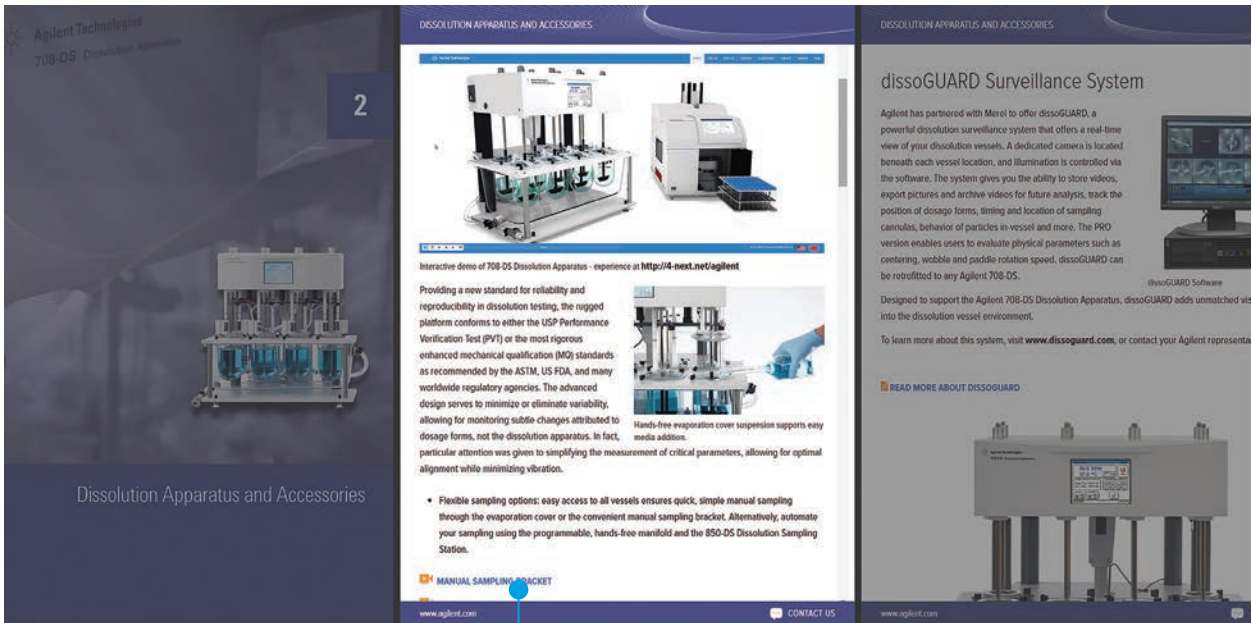 Agilent Technologies
708-DS Dissolution Apparatus
2
Dissolution Apparatus and Accessories
DISSOLUTION APPARATUS AND ACCESSORIES
Interactive demo of 708-DS Dissolution Apparatus - experience at http://4-next.net/agilent
Providing a new standard for reliability and
reproducibility in dissolution testing, the rugged
platform conforms to either the USP Performance
Verification Test (PVT) or the most rigorous
enhanced mechanical qualification (MQ) standards
as recommended by the ASTM, US FDA, and many
worldwide regulatory agencies. The advanced
design serves to minimize or eliminate variability,
allowing for monitoring subtle changes attributed to
dosage forms, not the dissolution apparatus. In fact,
particular attention was given to simplifying the measurement of critical parameters, allowing for optimal
alignment while minimizing vibration.
Hands-free evaporation cover suspension supports easy
media addition.
• Flexible sampling options: easy access to all vessels ensures quick, simple manual sampling
through the evaporation cover or the convenient manual sampling bracket. Alternatively, automate
your sampling using the programmable, hands-free manifold and the 850-DS Dissolution Sampling
Station.
MANUAL SAMPLING BRACKET
www.agilent.com
CONTACT US
DISSOLUTION APPARATUS AND ACCESSORIES
dissoGUARD Surveillance System
Agilent has partnered with Merel to offer dissoGUARD, a
powerful dissolution surveillance system that offers a real-time
view of your dissolution vessels. A dedicated camera is located
beneath each vessel location, and illumination is controlled via
the software. The system gives you the ability to store videos,
export pictures and archive videos for future analysis, track the
position of dosage forms, timing and location of sampling
cannulas, behavior of particles in-vessel and more. The PRO
version enables users to evaluate physical parameters such as
centering, wobble and paddle rotation speed. dissoGUARD can
be retrofitted to any Agilent 708-DS.
dissoGUARD Software
Designed to support the Agilent 708-DS Dissolution Apparatus, dissoGUARD adds unmatched
into the dissolution vessel environment.
To learn more about this system, visit www.dissoguard.com, or contact your Agilent
READ MORE ABOUT DISSOGUARD
Agilent Technologies
www.agilent.com